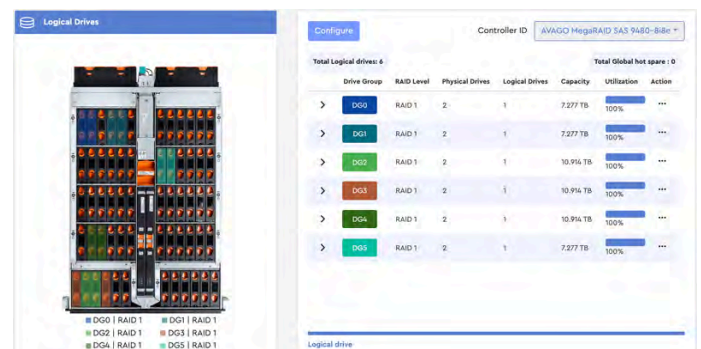 Logical Drives
Configure
Controller ID
AVAGO MegaRAID SAS 9480-8i8e
Total Logical drives: 6
Total Global hot spare : 0
Drive Group RAID Level Physical Drives Logical Drives Capacity Utilization Action
DG0 RAID 1 2 1 7.277 TB 100%
DG1 RAID 1 2 1 7.277 TB 100%
DG2 RAID 1 2 1 10.914 TB 100%
DG3 RAID 1 2 1 10.914 TB 100%
DG4 RAID 1 2 1 10.914 TB 100%
DG5 RAID 1 2 1 7.277 TB 100%
DG0 | RAID 1 DG1 | RAID 1
DG2 | RAID 1 DG3 | RAID 1
DG4 | RAID 1 DG5 | RAID 1
Logical drive